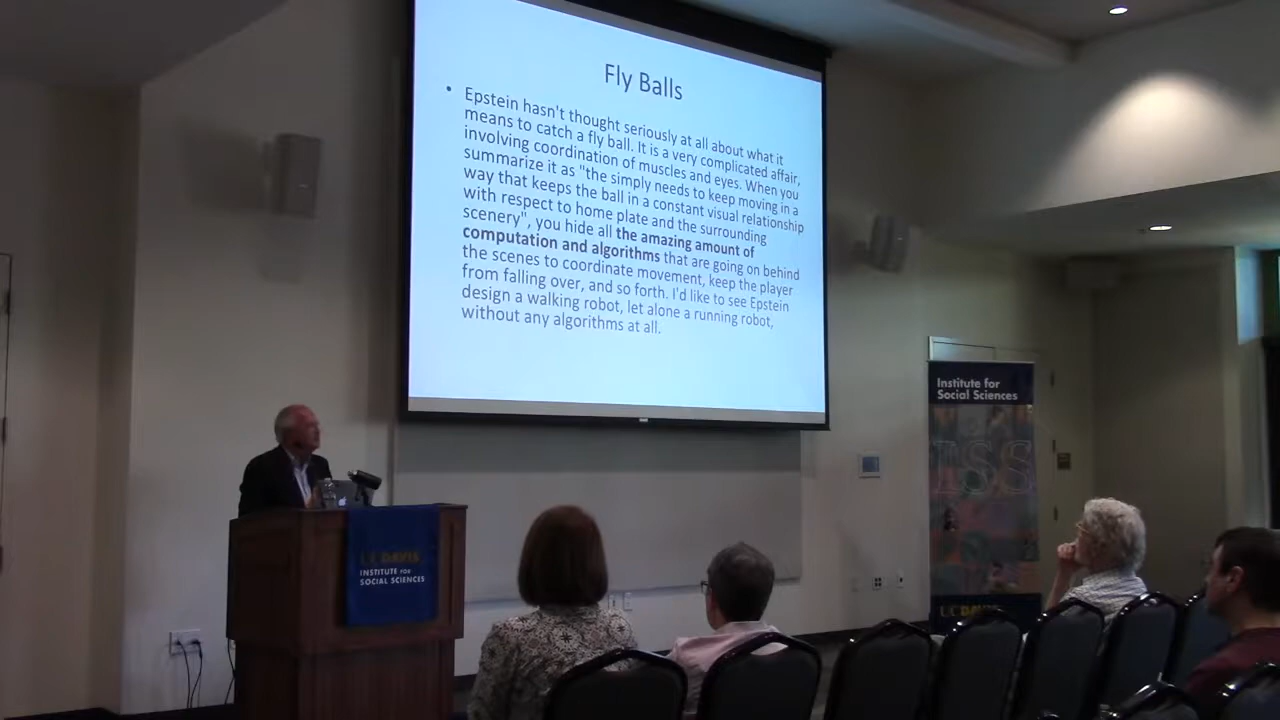 Fly Balls
• Epstein hasn't thought seriously at all about what it
means to catch a fly ball. It is a very complicated affair,
involving coordination of muscles and eyes. When you
summarize it as "the simply needs to keep moving in a
way that keeps the ball in a constant visual relationship
with respect to home plate and the surrounding
scenery", you hide all the amazing amount of
computation and algorithms that are going on behind
the scenes to coordinate movement, keep the player
from falling over, and so forth. I'd like to see Epstein
design a walking robot, let alone a running robot,
without any algorithms at all.
Institute for
Social Sciences
ISS
UC DAVIS
UC DAVIS
INSTITUTE FOR
SOCIAL SCIENCES